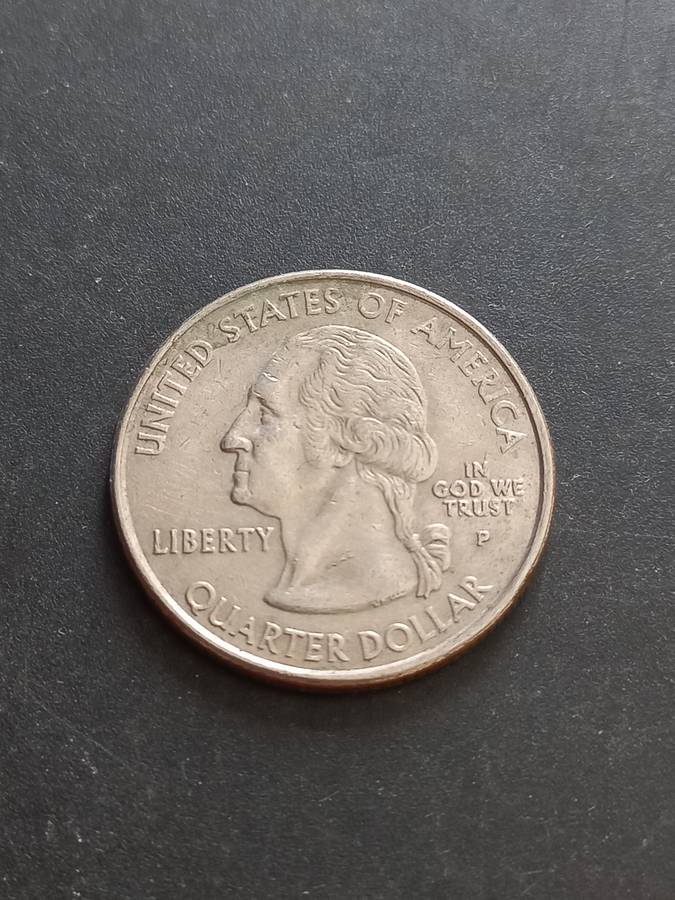 UNITED STATES OF AMERICA
LIBERTY
IN
GOD WE
TRUST
P
QUARTER DOLLAR